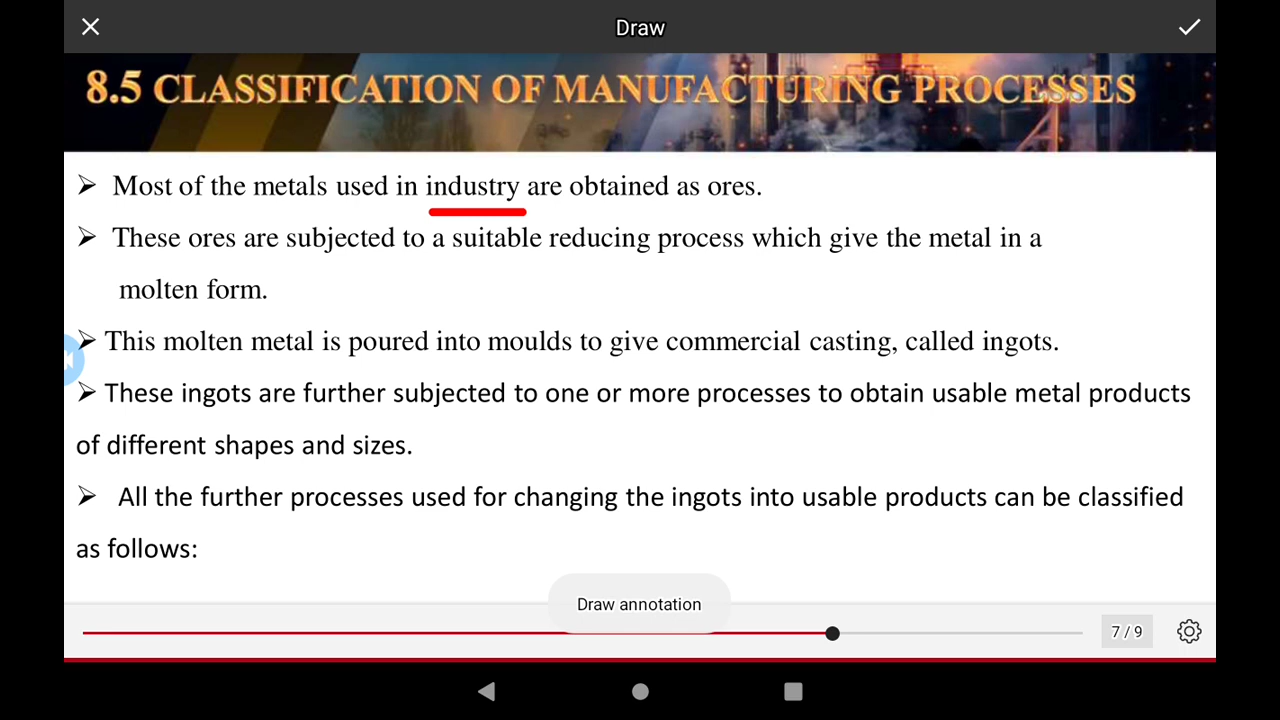 Draw
8.5 CLASSIFICATION OF MANUFACTURING PROCESSES
➢ Most of the metals used in industry are obtained as ores.
➢ These ores are subjected to a suitable reducing process which give the metal in a
molten form.
➢ This molten metal is poured into moulds to give commercial casting, called ingots.
➢ These ingots are further subjected to one or more processes to obtain usable metal products
of different shapes and sizes.
➢ All the further processes used for changing the ingots into usable products can be classified
as follows:
Draw annotation
7 / 9